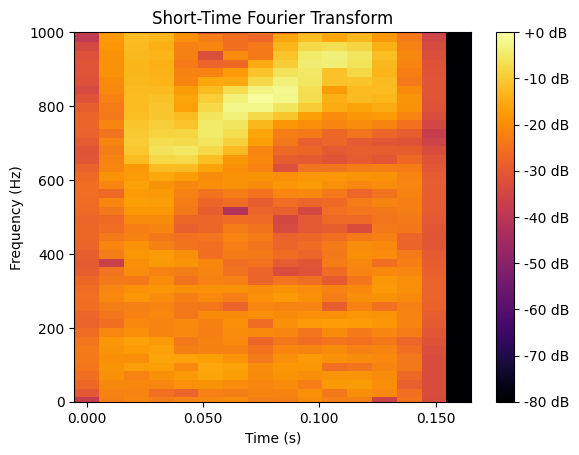 Short-Time Fourier Transform
1000
800
600
400
200
0
Frequency (Hz)
0.000
0.050
0.100
0.150
Time (s)
+0 dB
-10 dB
-20 dB
-30 dB
-40 dB
-50 dB
-60 dB
-70 dB
-80 dB